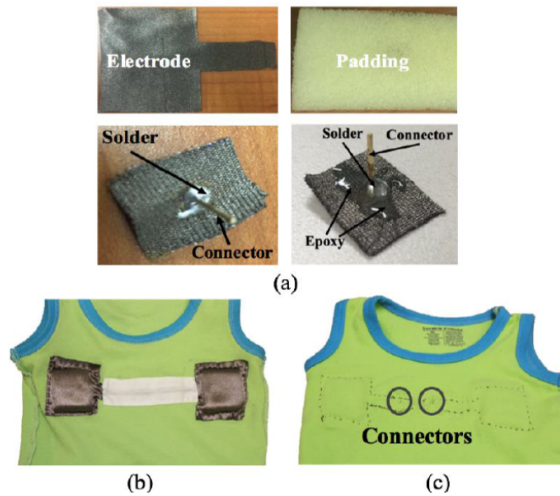 Electrode
Padding
Solder
Connector
Solder
Connector
Epoxy
(a)
Connectors
(b)
(c)